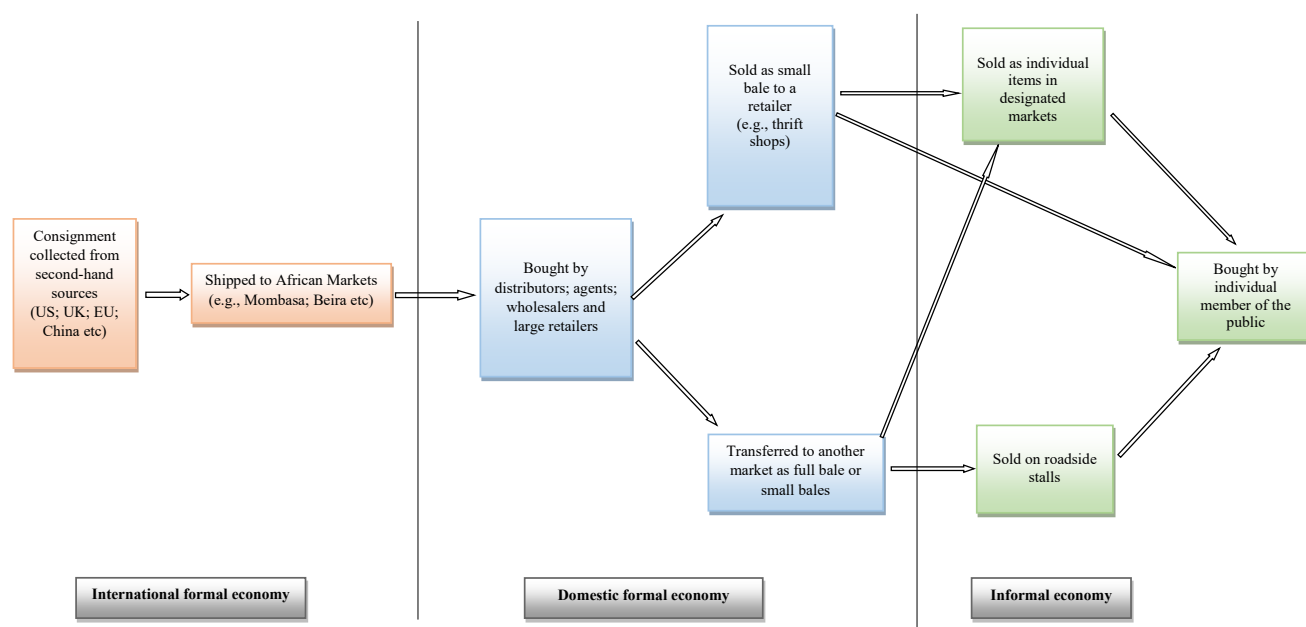 Consignment
collected from
second-hand
sources
(US; UK; EU;
China etc)
Shipped to African Markets
(e.g., Mombasa; Beira etc)
Bought by
distributors; agents;
wholesalers and
large retailers
Sold as small
bale to a
retailer
(e.g., thrift
shops)
Transferred to another
market as full bale or
small bales
Sold as individual
items in
designated
markets
Sold on roadside
stalls
Bought by
individual
member of the
public
International formal economy
Domestic formal economy
Informal economy